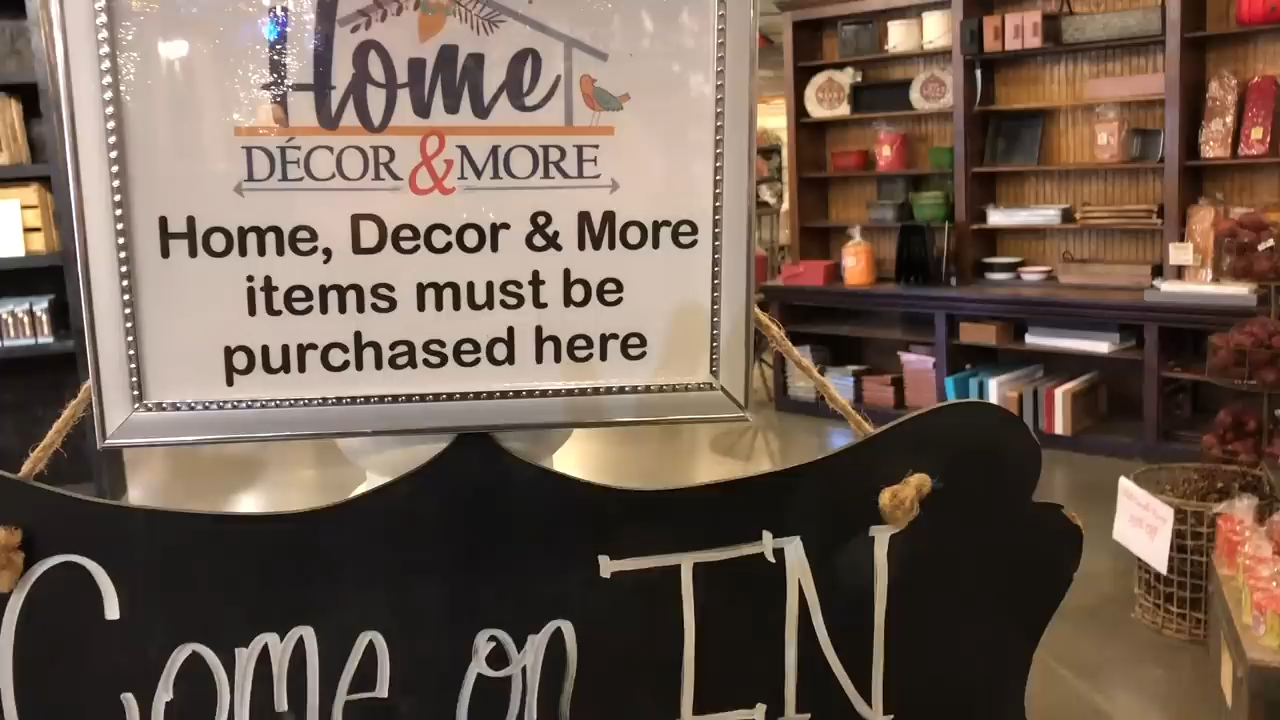 Home
DÉCOR & MORE
Home, Decor & More
items must be
purchased here
Come on IN